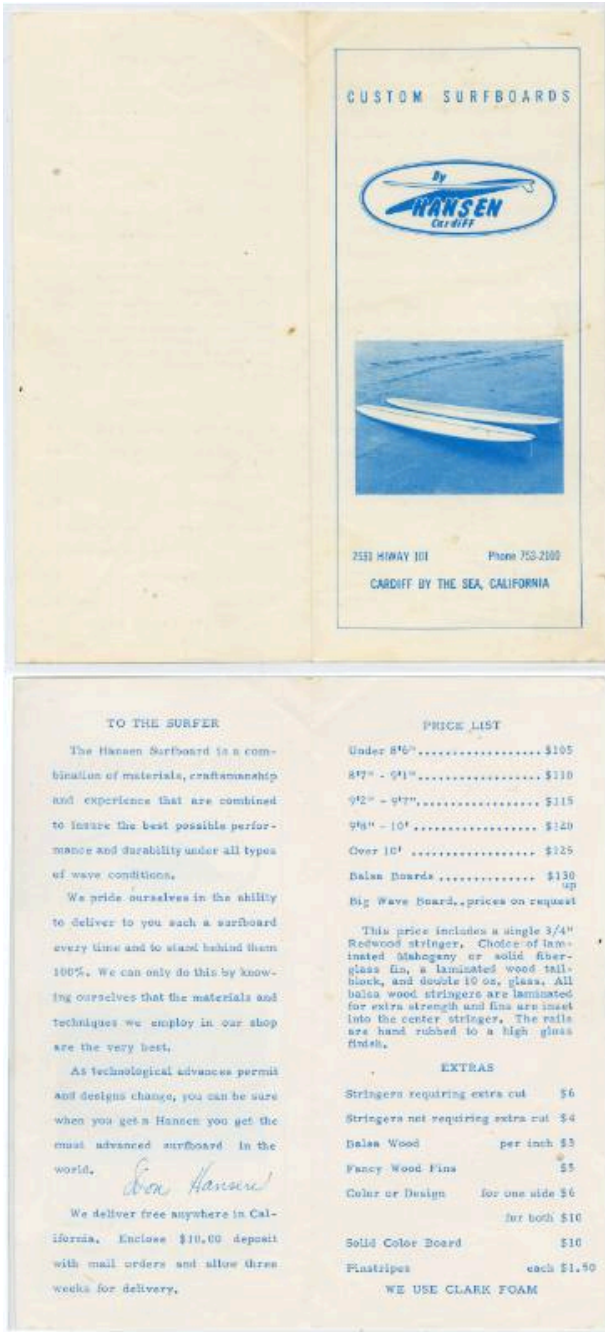 CUSTOM SURFBOARDS
By
HANSEN
Cardiff
2531 HIWAY 101 Phone 753-2100
CARDIFF BY THE SEA, CALIFORNIA
TO THE SURFER
The Hansen Surfboard is a com-
bination of materials, craftsmanship
and experience that are combined
to insure the best possible perfor-
mance and durability under all types
of wave conditions.
We pride ourselves in the ability
to deliver to you such a surfboard
every time and to stand behind them
100%. We can only do this by know-
ing ourselves that the materials and
techniques we employ in our shop
are the very best.
As technological advances permit
and designs change, you can be sure
when you get a Hansen you get the
most advanced surfboard in the
world.
Don Hansen
We deliver free anywhere in Cal-
ifornia. Enclose $10.00 deposit
with mail orders and allow three
weeks for delivery.
PRICE LIST
Under 8'6".................. $105
8'7" - 9'1".................. $110
9'2" - 9'7".................. $115
9'8" - 10' .................. $120
Over 10' .................. $125
Balsa Boards .............. $130
up
Big Wave Board..prices on request
This price includes a single 3/4"
Redwood stringer. Choice of lam-
inated Mahogany or solid fiber-
glass fin, a laminated wood tail-
block, and double 10 oz. glass. All
balsa wood stringers are laminated
for extra strength and fins are inset
into the center stringer. The rails
are hand rubbed to a high gloss
finish.
EXTRAS
Stringers requiring extra cut $6
Stringers not requiring extra cut $4
Balsa Wood per inch $3
Fancy Wood Fins $5
Color or Design for one side $6
for both $10
Solid Color Board $10
Pinstripes each $1.50
WE USE CLARK FOAM